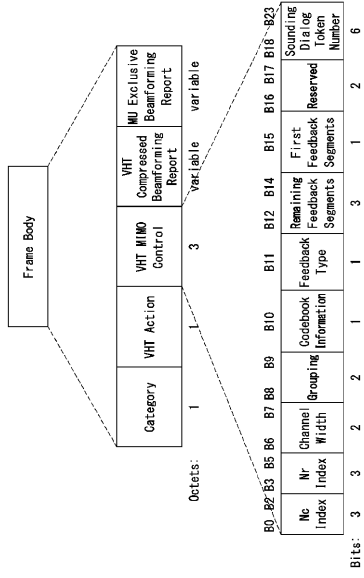 Frame Body
Category
VHT Action
VHT MIMO
Control
VHT
Compressed
Beamforming
Report
MU Exclusive
Beamforming
Report
Octets: 1 1 3 variable variable
B0 B2 B3 B5 B6 B7 B8 B9 B10 B11 B12 B14 B15 B16 B17 B18 B23
Nc
Index
Nr
Index
Channel
Width
Grouping
Codebook
Information
Feedback
Type
Remaining
Feedback
Segments
First
Feedback
Segments
Reserved
Sounding
Dialog
Token
Number
Bits: 3 3 2 2 1 1 3 1 2 6